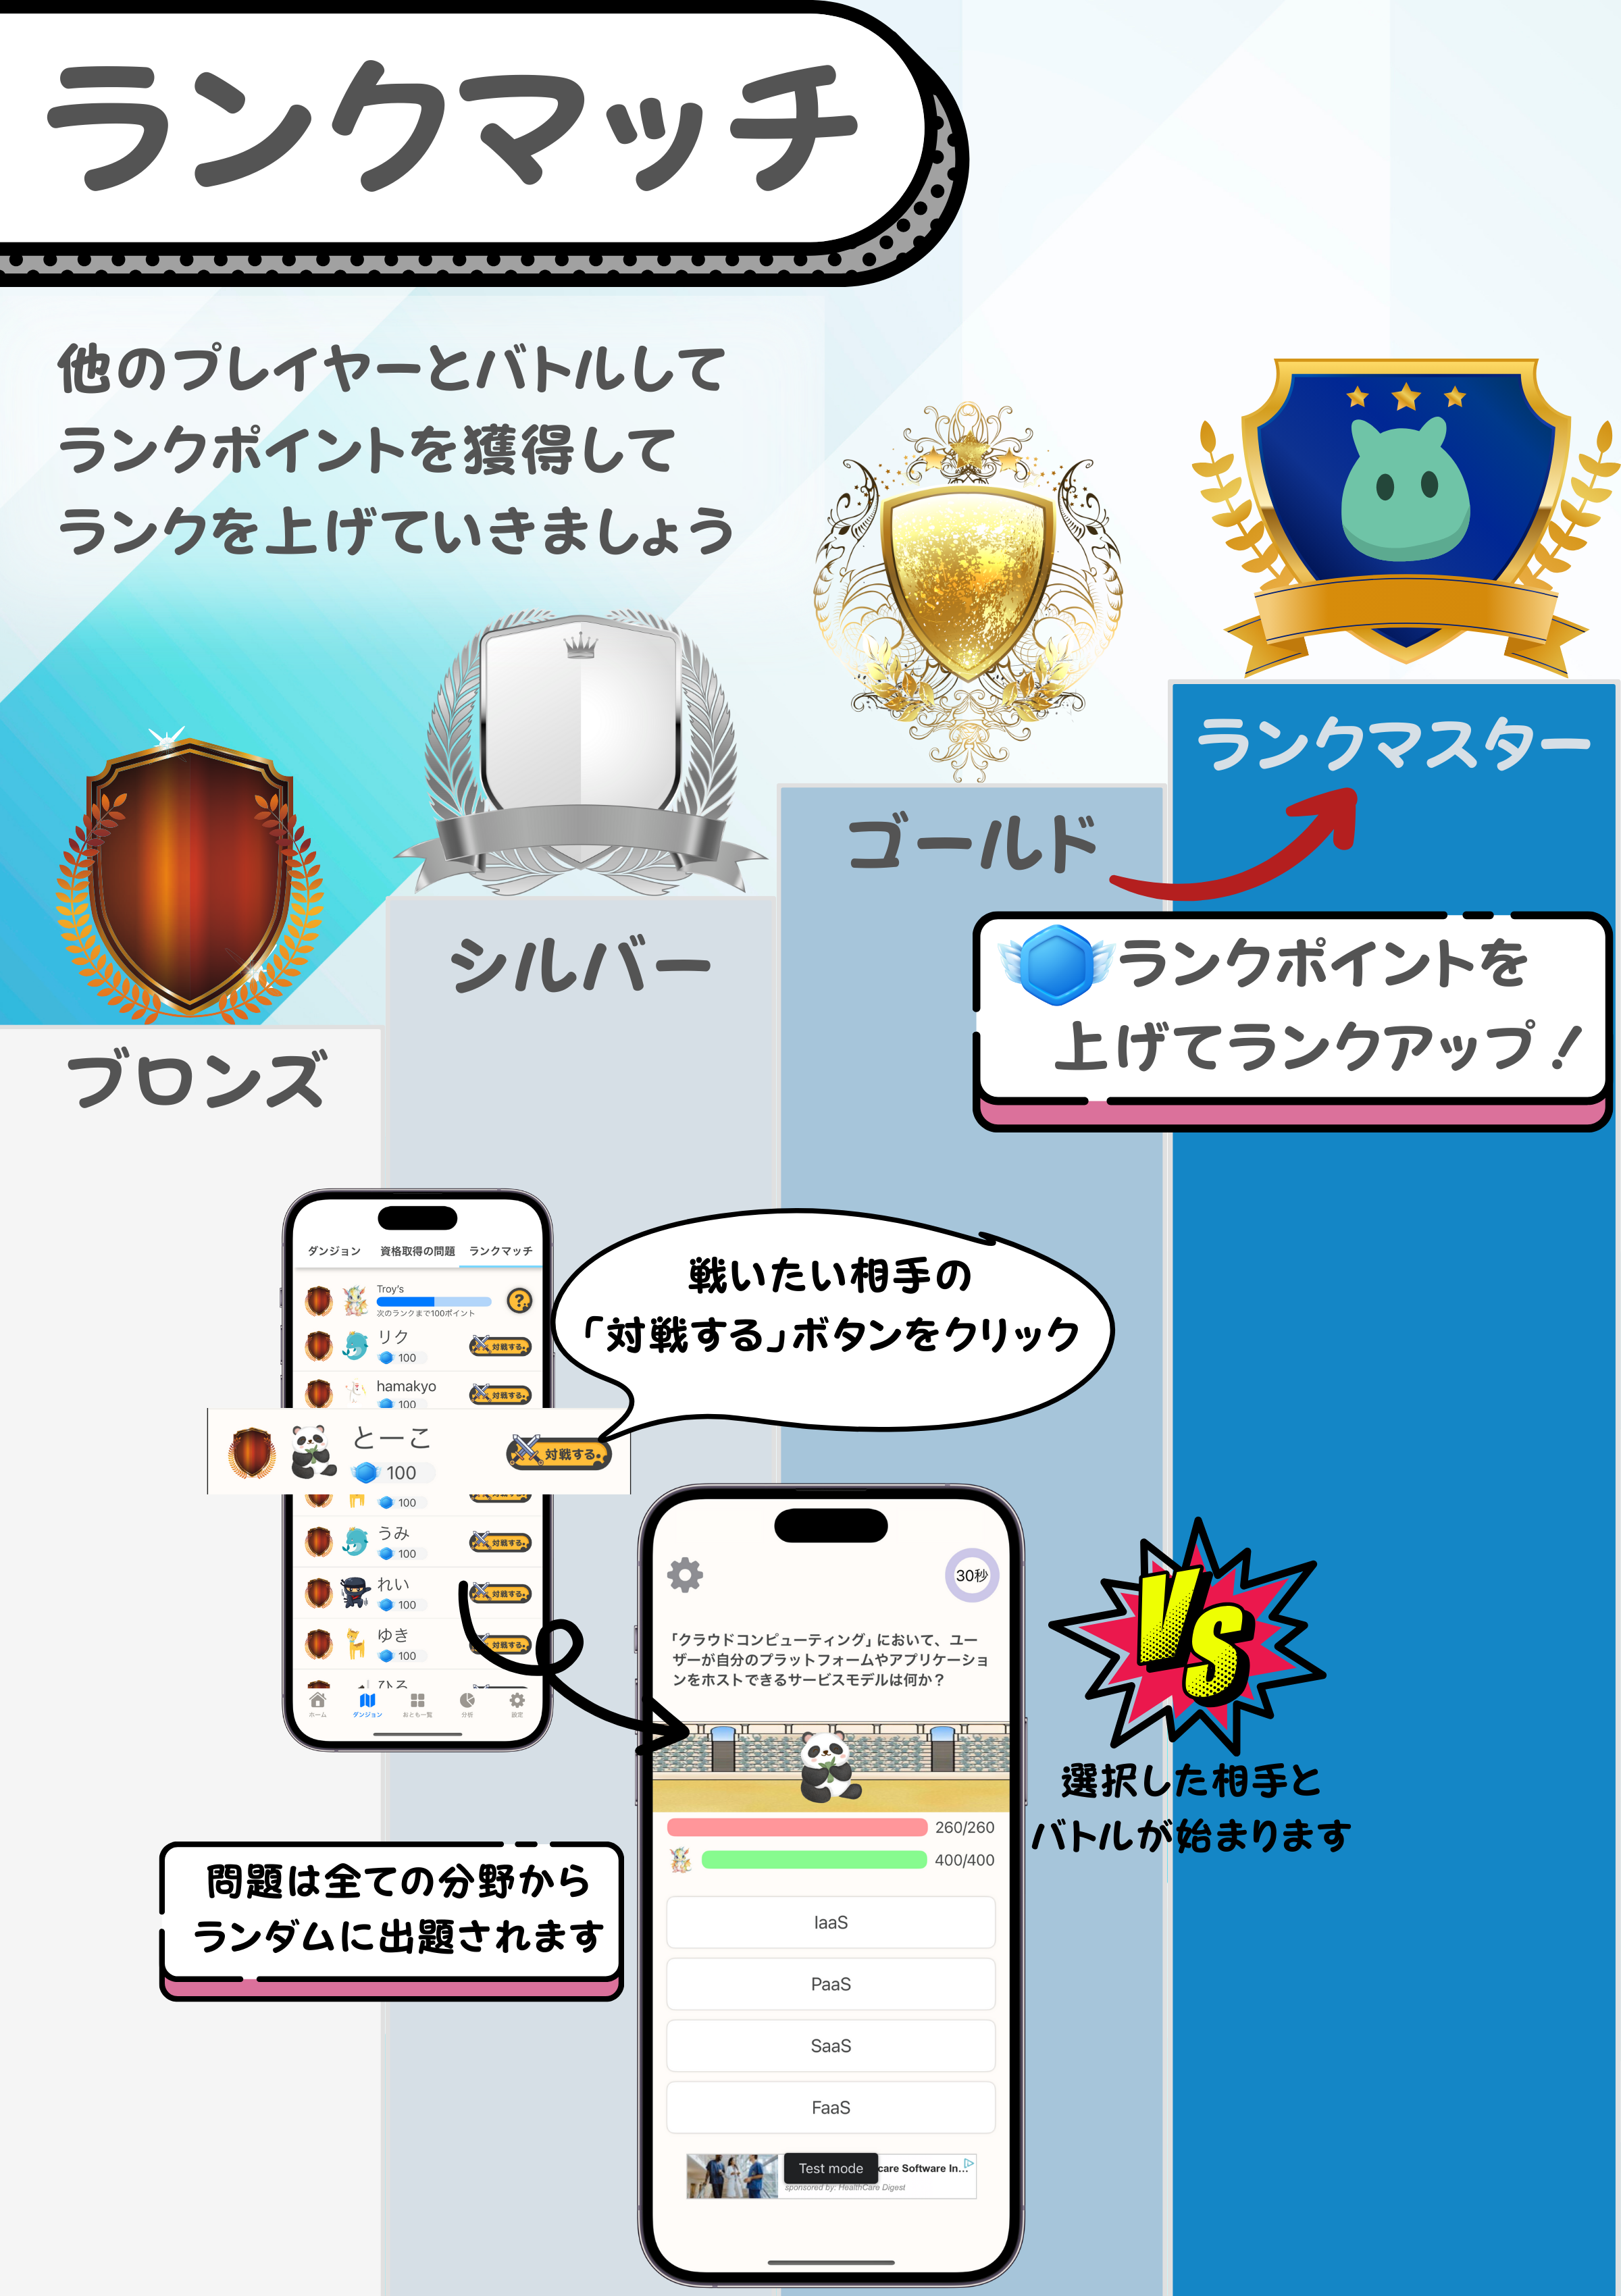 ランクマッチ
他のプレイヤーとバトルして
ランクポイントを獲得して
ランクを上げていきましょう
ランクマスター
ゴールド
シルバー
ブロンズ
ランクポイントを
上げてランクアップ！
ダンジョン 資格取得の問題 ランクマッチ
Troy's
次のランクまで100ポイント
?
リク
100
対戦する
hamakyo
100
対戦する
とーこ
100
対戦する
100
うみ
100
対戦する
れい
100
対戦する
ゆき
100
対戦する
ホーム ダンジョン おとも一覧 分析 設定
戦いたい相手の
「対戦する」ボタンをクリック
30秒
「クラウドコンピューティング」において、ユー
ザーが自分のプラットフォームやアプリケーショ
ンをホストできるサービスモデルは何か？
260/260
400/400
IaaS
PaaS
SaaS
FaaS
Test mode
care Software In...
sponsored by: HealthCare Digest
VS
選択した相手と
バトルが始まります
問題は全ての分野から
ランダムに出題されます